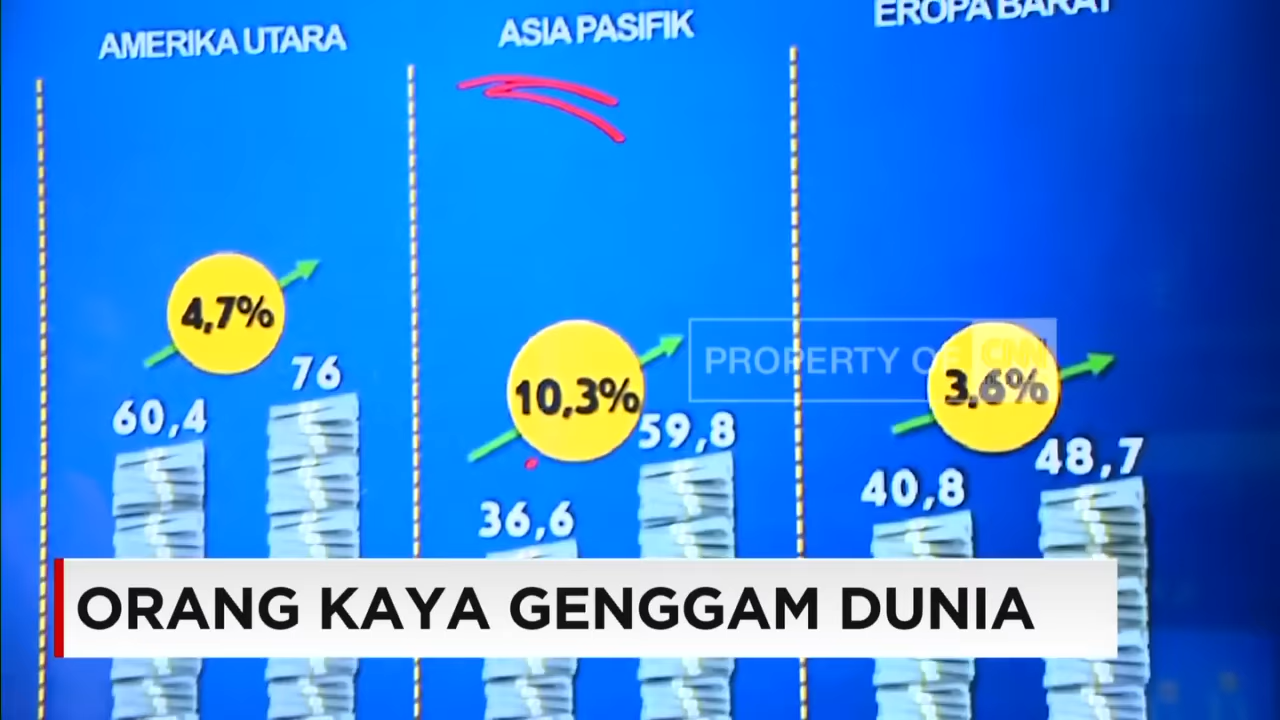 AMERIKA UTARA
ASIA PASIFIK
EROPA BARAT
4,7%
60,4
76
10,3%
36,6
59,8
3,6%
40,8
48,7
PROPERTY OF CNN
ORANG KAYA GENGGAM DUNIA